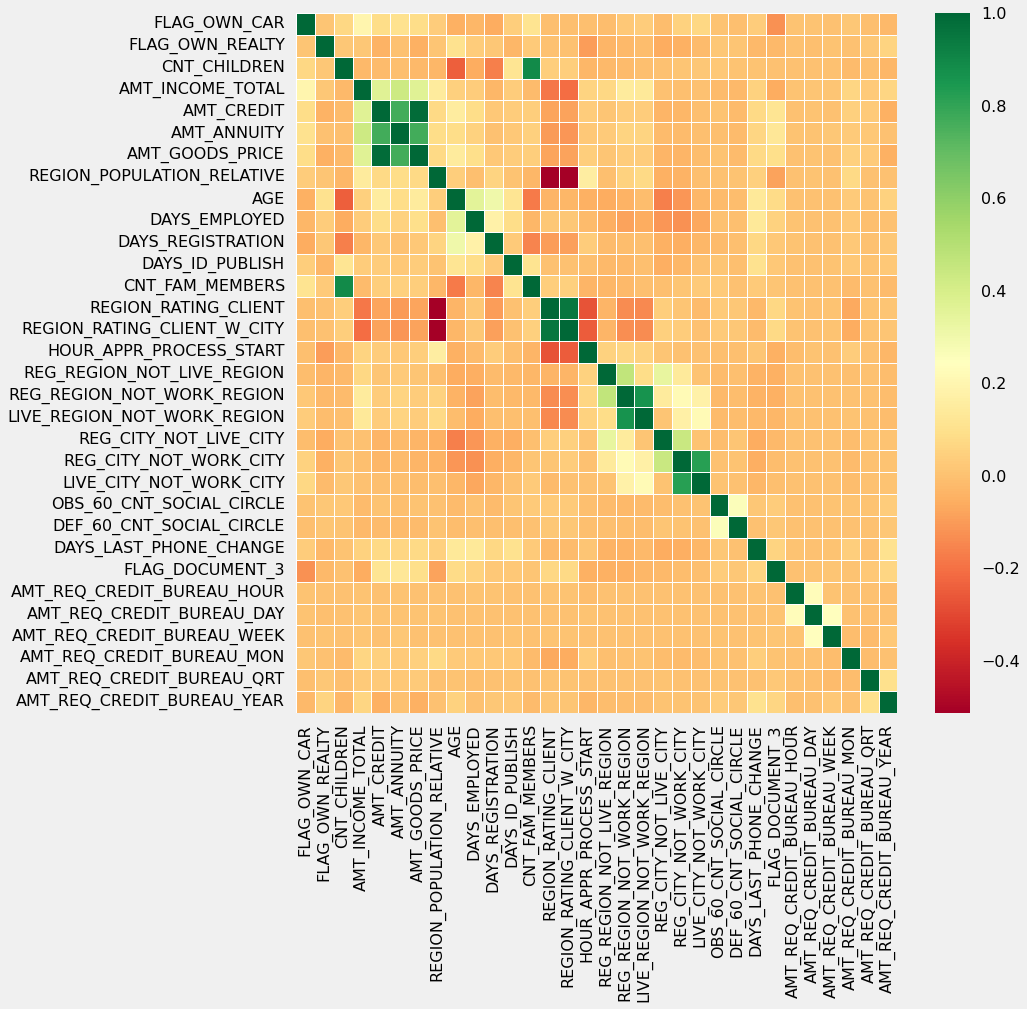 FLAG_OWN_CAR
FLAG_OWN_REALTY
CNT_CHILDREN
AMT_INCOME_TOTAL
AMT_CREDIT
AMT_ANNUITY
AMT_GOODS_PRICE
REGION_POPULATION_RELATIVE
AGE
DAYS_EMPLOYED
DAYS_REGISTRATION
DAYS_ID_PUBLISH
CNT_FAM_MEMBERS
REGION_RATING_CLIENT
REGION_RATING_CLIENT_W_CITY
HOUR_APPR_PROCESS_START
REG_REGION_NOT_LIVE_REGION
REG_REGION_NOT_WORK_REGION
LIVE_REGION_NOT_WORK_REGION
REG_CITY_NOT_LIVE_CITY
REG_CITY_NOT_WORK_CITY
LIVE_CITY_NOT_WORK_CITY
OBS_60_CNT_SOCIAL_CIRCLE
DEF_60_CNT_SOCIAL_CIRCLE
DAYS_LAST_PHONE_CHANGE
FLAG_DOCUMENT_3
AMT_REQ_CREDIT_BUREAU_HOUR
AMT_REQ_CREDIT_BUREAU_DAY
AMT_REQ_CREDIT_BUREAU_WEEK
AMT_REQ_CREDIT_BUREAU_MON
AMT_REQ_CREDIT_BUREAU_QRT
AMT_REQ_CREDIT_BUREAU_YEAR
FLAG_OWN_CAR
FLAG_OWN_REALTY
CNT_CHILDREN
AMT_INCOME_TOTAL
AMT_CREDIT
AMT_ANNUITY
AMT_GOODS_PRICE
REGION_POPULATION_RELATIVE
AGE
DAYS_EMPLOYED
DAYS_REGISTRATION
DAYS_ID_PUBLISH
CNT_FAM_MEMBERS
REGION_RATING_CLIENT
REGION_RATING_CLIENT_W_CITY
HOUR_APPR_PROCESS_START
REG_REGION_NOT_LIVE_REGION
REG_REGION_NOT_WORK_REGION
LIVE_REGION_NOT_WORK_REGION
REG_CITY_NOT_LIVE_CITY
REG_CITY_NOT_WORK_CITY
LIVE_CITY_NOT_WORK_CITY
OBS_60_CNT_SOCIAL_CIRCLE
DEF_60_CNT_SOCIAL_CIRCLE
DAYS_LAST_PHONE_CHANGE
FLAG_DOCUMENT_3
AMT_REQ_CREDIT_BUREAU_HOUR
AMT_REQ_CREDIT_BUREAU_DAY
AMT_REQ_CREDIT_BUREAU_WEEK
AMT_REQ_CREDIT_BUREAU_MON
AMT_REQ_CREDIT_BUREAU_QRT
AMT_REQ_CREDIT_BUREAU_YEAR
1.0
0.8
0.6
0.4
0.2
0.0
−0.2
−0.4